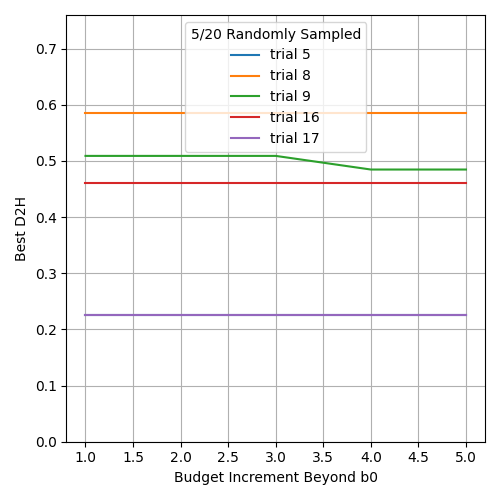 5/20 Randomly Sampled
trial 5
trial 8
trial 9
trial 16
trial 17
Best D2H
0.7
0.6
0.5
0.4
0.3
0.2
0.1
0.0
1.0 1.5 2.0 2.5 3.0 3.5 4.0 4.5 5.0
Budget Increment Beyond b0